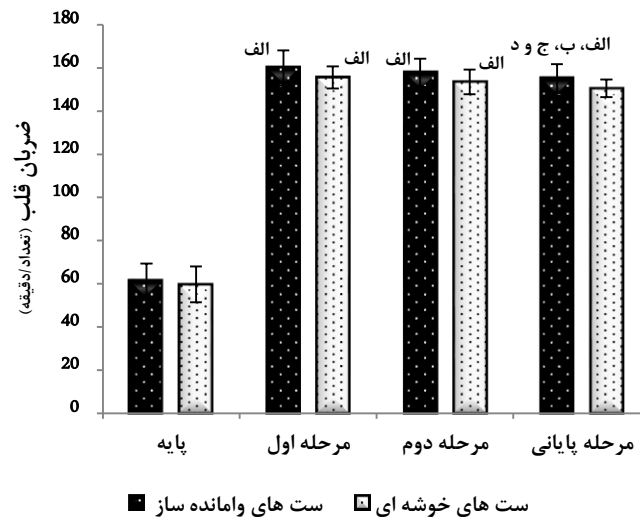 180
160
140
120
100
80
60
40
20
0
ضربان قلب (تعداد/دقیقه)
الف
الف
الف
الف
الف، ب، ج و د
پایه
مرحله اول
مرحله دوم
مرحله پایانی
ست های وامانده ساز
ست های خوشه ای